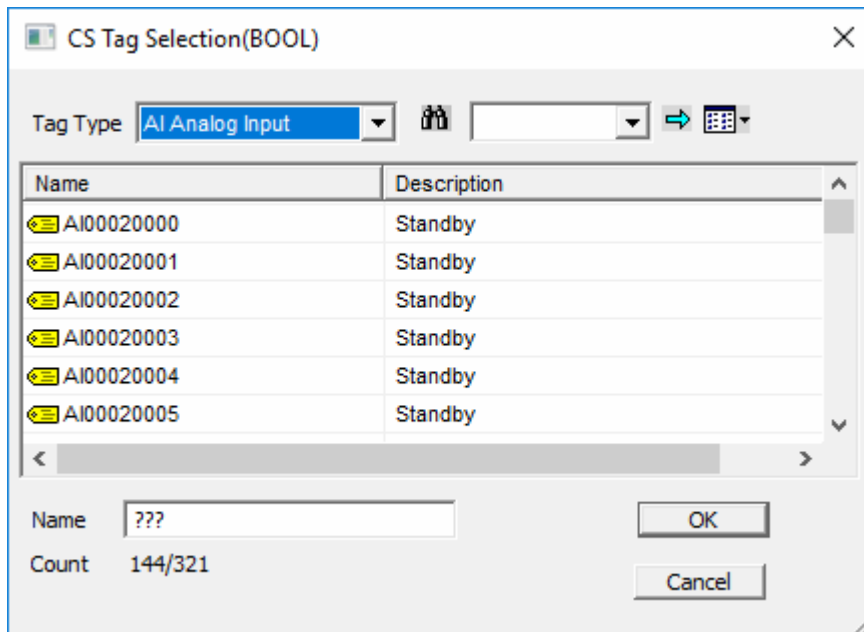 CS Tag Selection(BOOL)
Tag Type AI Analog Input
Name Description
AI00020000 Standby
AI00020001 Standby
AI00020002 Standby
AI00020003 Standby
AI00020004 Standby
AI00020005 Standby
Name ??? OK
Count 144/321
Cancel